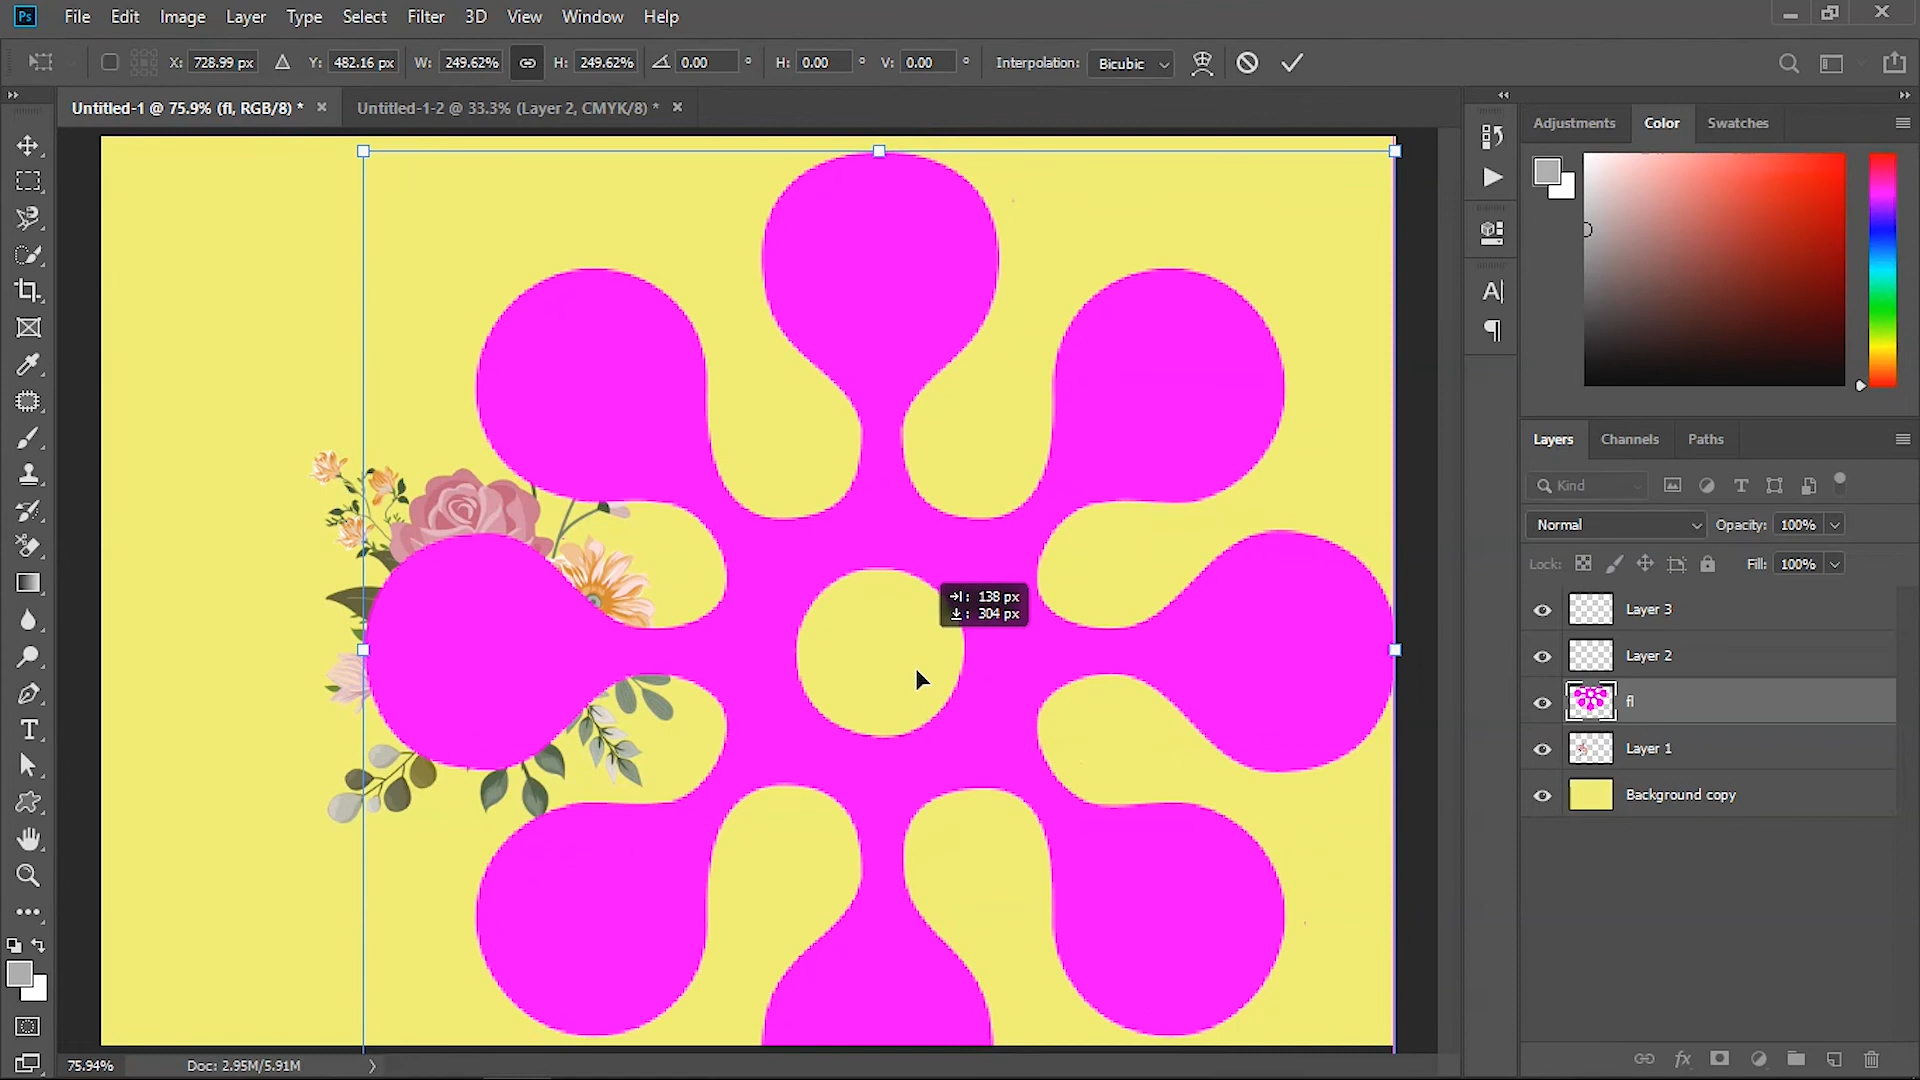 Ps File Edit Image Layer Type Select Filter 3D View Window Help
X: 728.99 px Y: 482.16 px W: 249.62% H: 249.62% 0.00 ° H: 0.00 ° V: 0.00 ° Interpolation: Bicubic
Untitled-1 @ 75.9% (fl, RGB/8) * Untitled-1-2 @ 33.3% (Layer 2, CMYK/8) *
Adjustments Color Swatches
Layers Channels Paths
Kind
Normal Opacity: 100%
Lock: Fill: 100%
: 138 px
: 304 px
Layer 3
Layer 2
fl
Layer 1
Background copy
75.94% Doc: 2.95M/5.91M